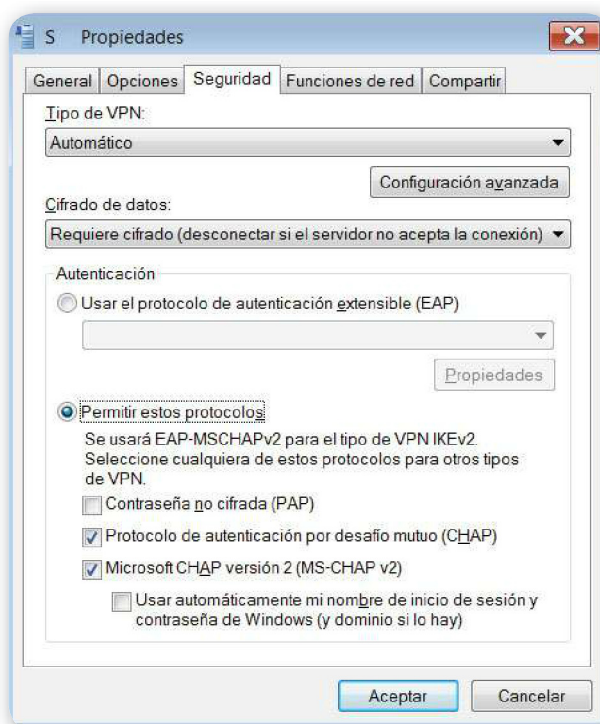 S Propiedades
General Opciones Seguridad Funciones de red Compartir
Tipo de VPN:
Automático
Configuración avanzada
Cifrado de datos:
Requiere cifrado (desconectar si el servidor no acepta la conexión)
Autenticación
Usar el protocolo de autenticación extensible (EAP)
Propiedades
Permitir estos protocolos
Se usará EAP-MSCHAPv2 para el tipo de VPN IKEv2.
Seleccione cualquiera de estos protocolos para otros tipos
de VPN.
Contraseña no cifrada (PAP)
Protocolo de autenticación por desafío mutuo (CHAP)
Microsoft CHAP versión 2 (MS-CHAP v2)
Usar automáticamente mi nombre de inicio de sesión y
contraseña de Windows (y dominio si lo hay)
Aceptar Cancelar